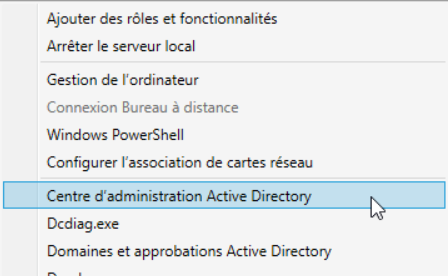 Ajouter des rôles et fonctionnalités
Arrêter le serveur local
Gestion de l'ordinateur
Connexion Bureau à distance
Windows PowerShell
Configurer l'association de cartes réseau
Centre d'administration Active Directory
Dcdiag.exe
Domaines et approbations Active Directory